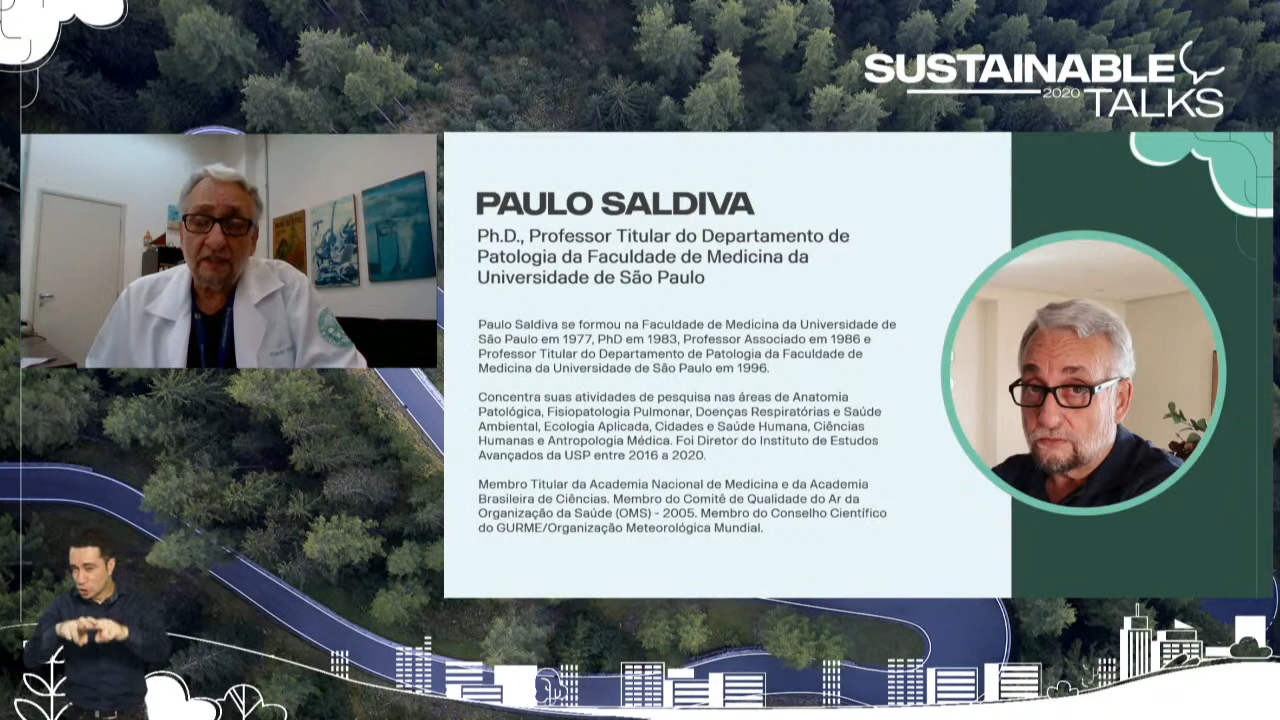 SUSTAINABLE
2020 TALKS
PAULO SALDIVA
Ph.D., Professor Titular do Departamento de
Patologia da Faculdade de Medicina da
Universidade de São Paulo
Paulo Saldiva se formou na Faculdade de Medicina da Universidade de
São Paulo em 1977, PhD em 1983, Professor Associado em 1986 e
Professor Titular do Departamento de Patologia da Faculdade de
Medicina da Universidade de São Paulo em 1996.
Concentra suas atividades de pesquisa nas áreas de Anatomia
Patológica, Fisiopatologia Pulmonar, Doenças Respiratórias e Saúde
Ambiental, Ecologia Aplicada, Cidades e Saúde Humana, Ciências
Humanas e Antropologia Médica. Foi Diretor do Instituto de Estudos
Avançados da USP entre 2016 a 2020.
Membro Titular da Academia Nacional de Medicina e da Academia
Brasileira de Ciências. Membro do Comitê de Qualidade do Ar da
Organização da Saúde (OMS) - 2005. Membro do Conselho Científico
do GURME/Organização Meteorológica Mundial.